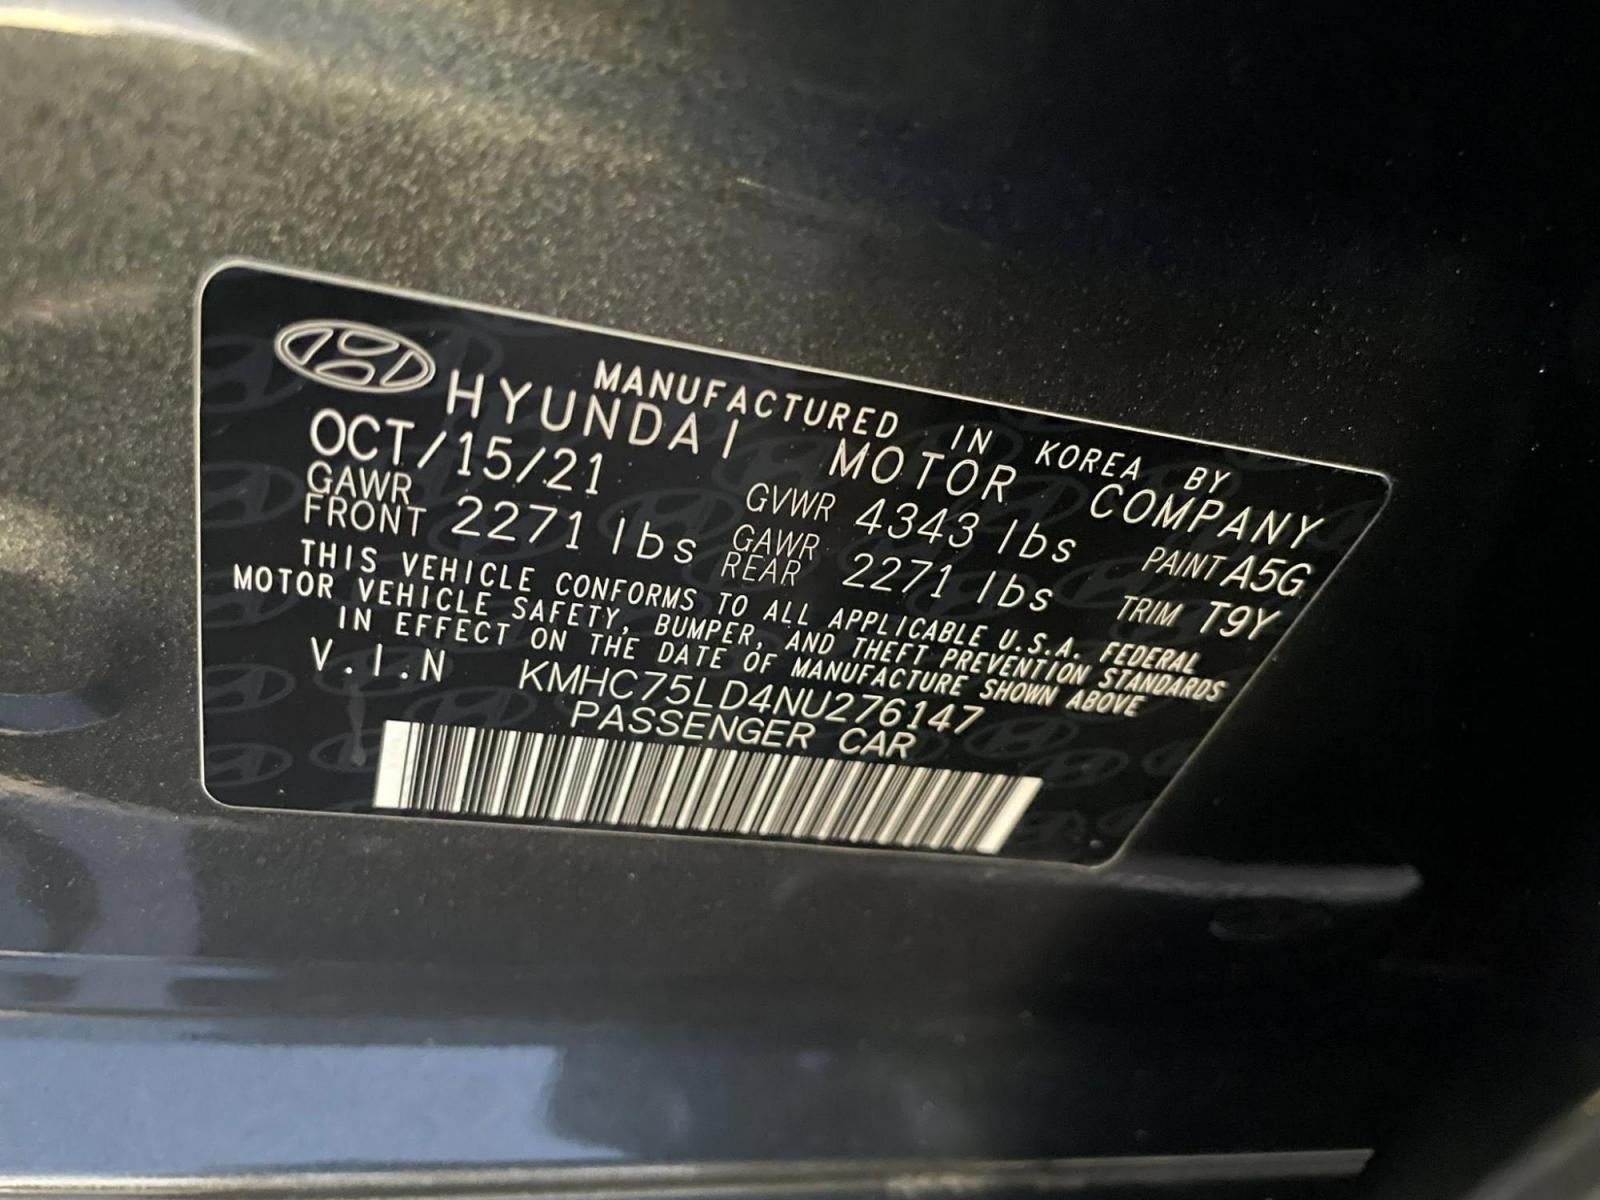 MANUFACTURED IN KOREA BY
HYUNDAI MOTOR COMPANY
OCT/15/21 GVWR 4343 lbs PAINT A5G
GAWR FRONT 2271 lbs GAWR REAR 2271 lbs TRIM T9Y
THIS VEHICLE CONFORMS TO ALL APPLICABLE U.S.A. FEDERAL
MOTOR VEHICLE SAFETY, BUMPER, AND THEFT PREVENTION STANDARDS
IN EFFECT ON THE DATE OF MANUFACTURE SHOWN ABOVE
V.I.N KMHC75LD4NU276147
PASSENGER CAR